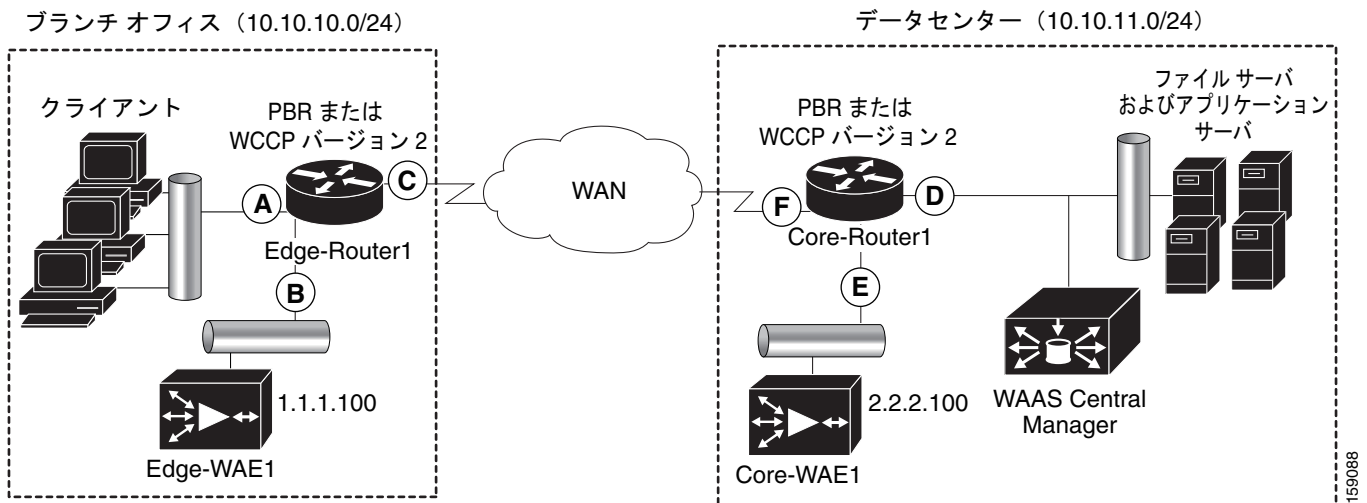 ブランチ オフィス（10.10.10.0/24）
データセンター（10.10.11.0/24）
クライアント
PBR または
WCCP バージョン 2
A
C
Edge-Router1
B
1.1.1.100
Edge-WAE1
WAN
PBR または
WCCP バージョン 2
F
D
Core-Router1
E
2.2.2.100
Core-WAE1
ファイル サーバ
およびアプリケーション
サーバ
WAAS Central
Manager
159088